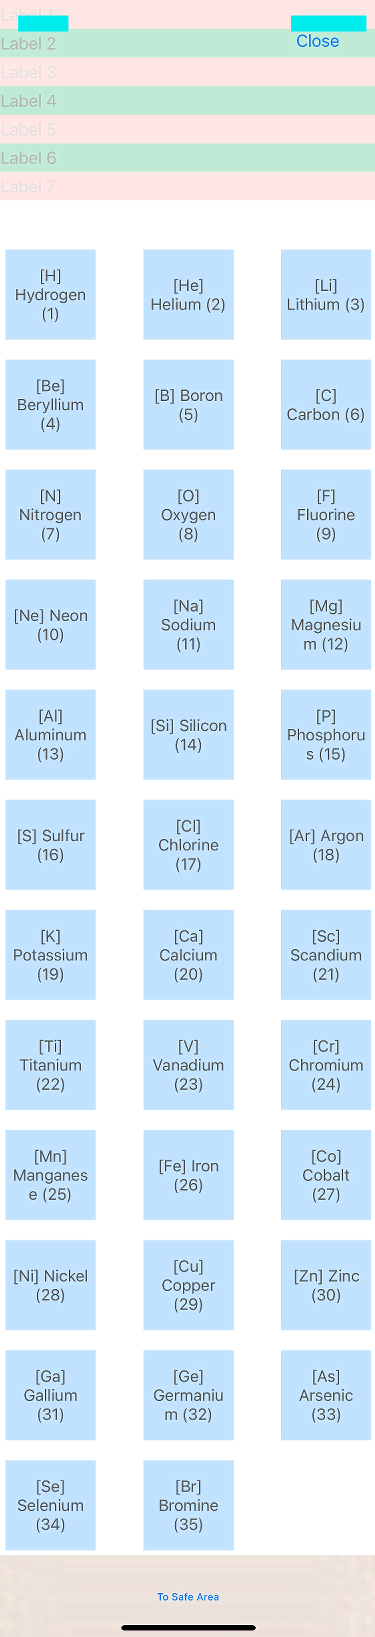 Label 1
Label 2
Close
Label 3
Label 4
Label 5
Label 6
Label 7
[H]
Hydrogen
(1)
[He]
Helium (2)
[Li]
Lithium (3)
[Be]
Beryllium
(4)
[B] Boron
(5)
[C]
Carbon (6)
[N]
Nitrogen
(7)
[O]
Oxygen
(8)
[F]
Fluorine
(9)
[Ne] Neon
(10)
[Na]
Sodium
(11)
[Mg]
Magnesiu
m (12)
[Al]
Aluminum
(13)
[Si] Silicon
(14)
[P]
Phosphoru
s (15)
[S] Sulfur
(16)
[Cl]
Chlorine
(17)
[Ar] Argon
(18)
[K]
Potassium
(19)
[Ca]
Calcium
(20)
[Sc]
Scandium
(21)
[Ti]
Titanium
(22)
[V]
Vanadium
(23)
[Cr]
Chromium
(24)
[Mn]
Manganes
e (25)
[Fe] Iron
(26)
[Co]
Cobalt
(27)
[Ni] Nickel
(28)
[Cu]
Copper
(29)
[Zn] Zinc
(30)
[Ga]
Gallium
(31)
[Ge]
Germaniu
m (32)
[As]
Arsenic
(33)
[Se]
Selenium
(34)
[Br]
Bromine
(35)
To Safe Area